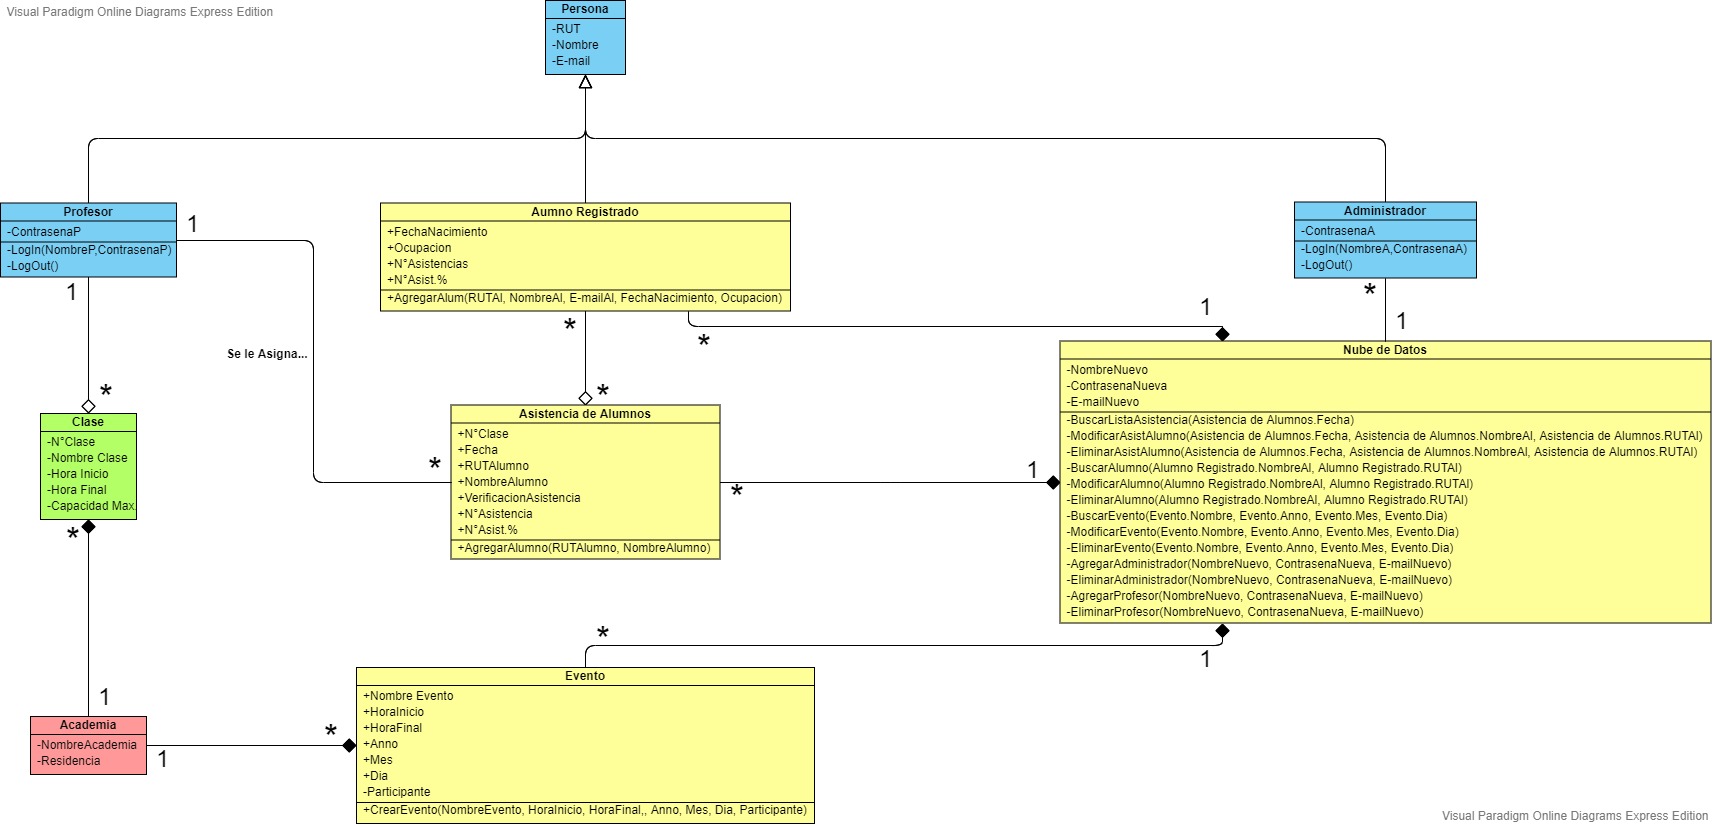 Visual Paradigm Online Diagrams Express Edition
Persona
-RUT
-Nombre
-E-mail
Profesor
-ContrasenaP
-LogIn(NombreP,ContrasenaP)
-LogOut()
1
1
Aumno Registrado
+FechaNacimiento
+Ocupacion
+N°Asistencias
+N°Asist.%
+AgregarAlum(RUTAl, NombreAl, E-mailAl, FechaNacimiento, Ocupacion)
*
*
1
Administrador
-ContrasenaA
-LogIn(NombreA,ContrasenaA)
-LogOut()
*
1
Se le Asigna...
*
Clase
-N°Clase
-Nombre Clase
-Hora Inicio
-Hora Final
-Capacidad Max.
*
*
*
Asistencia de Alumnos
+N°Clase
+Fecha
+RUTAlumno
+NombreAlumno
+VerificacionAsistencia
+N°Asistencia
+N°Asist.%
+AgregarAlumno(RUTAlumno, NombreAlumno)
*
1
Nube de Datos
-NombreNuevo
-ContrasenaNueva
-E-mailNuevo
-BuscarListaAsistencia(Asistencia de Alumnos.Fecha)
-ModificarAsistAlumno(Asistencia de Alumnos.Fecha, Asistencia de Alumnos.NombreAl, Asistencia de Alumnos.RUTAl)
-EliminarAsistAlumno(Asistencia de Alumnos.Fecha, Asistencia de Alumnos.NombreAl, Asistencia de Alumnos.RUTAl)
-BuscarAlumno(Alumno Registrado.NombreAl, Alumno Registrado.RUTAl)
-ModificarAlumno(Alumno Registrado.NombreAl, Alumno Registrado.RUTAl)
-EliminarAlumno(Alumno Registrado.NombreAl, Alumno Registrado.RUTAl)
-BuscarEvento(Evento.Nombre, Evento.Anno, Evento.Mes, Evento.Dia)
-ModificarEvento(Evento.Nombre, Evento.Anno, Evento.Mes, Evento.Dia)
-EliminarEvento(Evento.Nombre, Evento.Anno, Evento.Mes, Evento.Dia)
-AgregarAdministrador(NombreNuevo, ContrasenaNueva, E-mailNuevo)
-EliminarAdministrador(NombreNuevo, ContrasenaNueva, E-mailNuevo)
-AgregarProfesor(NombreNuevo, ContrasenaNueva, E-mailNuevo)
-EliminarProfesor(NombreNuevo, ContrasenaNueva, E-mailNuevo)
*
1
1
Academia
-NombreAcademia
-Residencia
1
*
Evento
+Nombre Evento
+HoraInicio
+HoraFinal
+Anno
+Mes
+Dia
-Participante
+CrearEvento(NombreEvento, HoraInicio, HoraFinal,, Anno, Mes, Dia, Participante)
Visual Paradigm Online Diagrams Express Edition